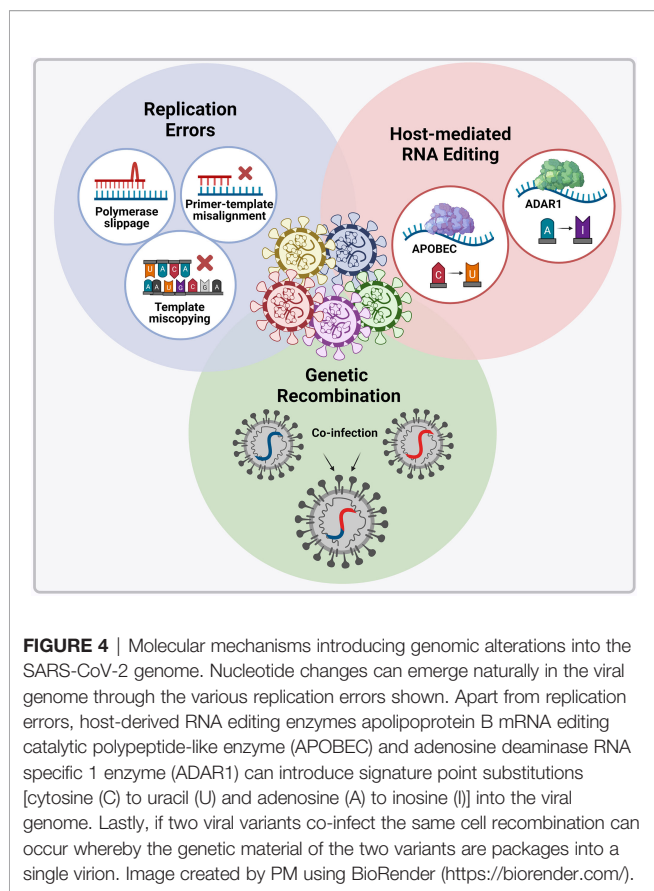 Replication
Errors
Polymerase
slippage
Primer-template
misalignment
U A C A
A A U G C G A
Template
miscopying
Host-mediated
RNA Editing
APOBEC
C U
ADAR1
A I
Genetic
Recombination
Co-infection
FIGURE 4 | Molecular mechanisms introducing genomic alterations into the
SARS-CoV-2 genome. Nucleotide changes can emerge naturally in the viral
genome through the various replication errors shown. Apart from replication
errors, host-derived RNA editing enzymes apolipoprotein B mRNA editing
catalytic polypeptide-like enzyme (APOBEC) and adenosine deaminase RNA
specific 1 enzyme (ADAR1) can introduce signature point substitutions
[cytosine (C) to uracil (U) and adenosine (A) to inosine (I)] into the viral
genome. Lastly, if two viral variants co-infect the same cell recombination can
occur whereby the genetic material of the two variants are packages into a
single virion. Image created by PM using BioRender (https://biorender.com/).